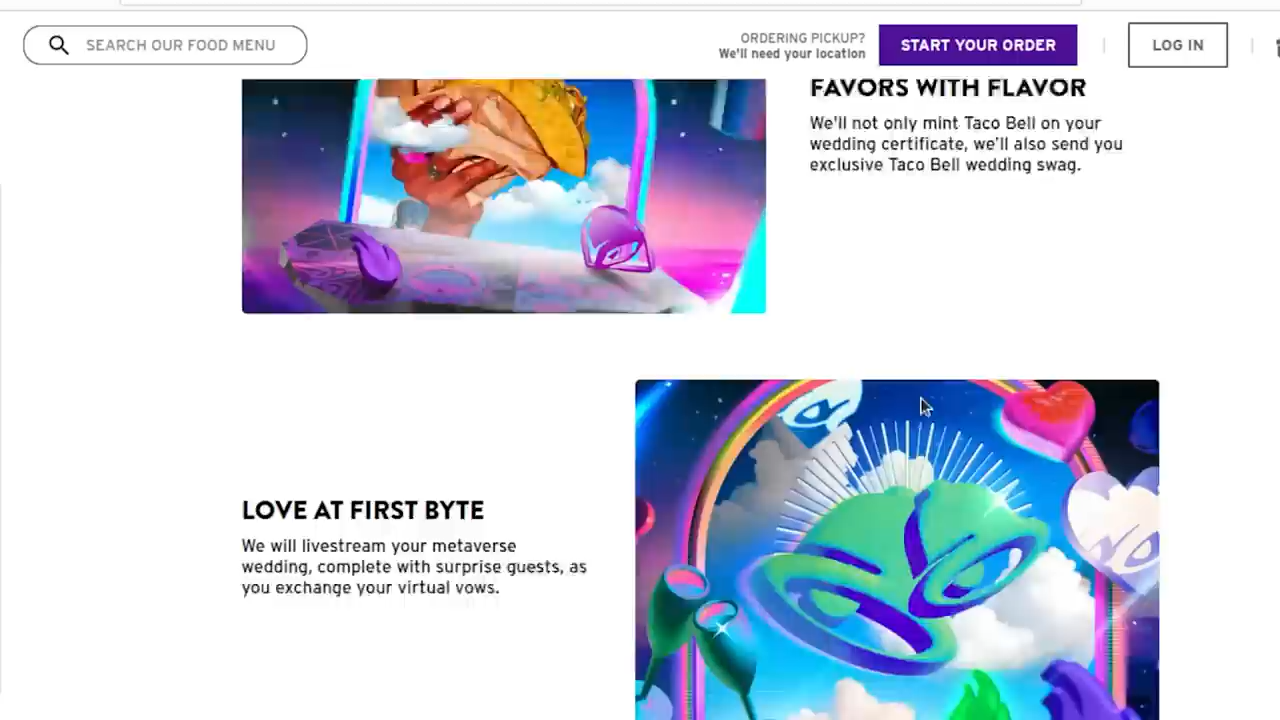 SEARCH OUR FOOD MENU
ORDERING PICKUP?
We'll need your location
START YOUR ORDER
LOG IN
FAVORS WITH FLAVOR
We'll not only mint Taco Bell on your
wedding certificate, we'll also send you
exclusive Taco Bell wedding swag.
LOVE AT FIRST BYTE
We will livestream your metaverse
wedding, complete with surprise guests, as
you exchange your virtual vows.